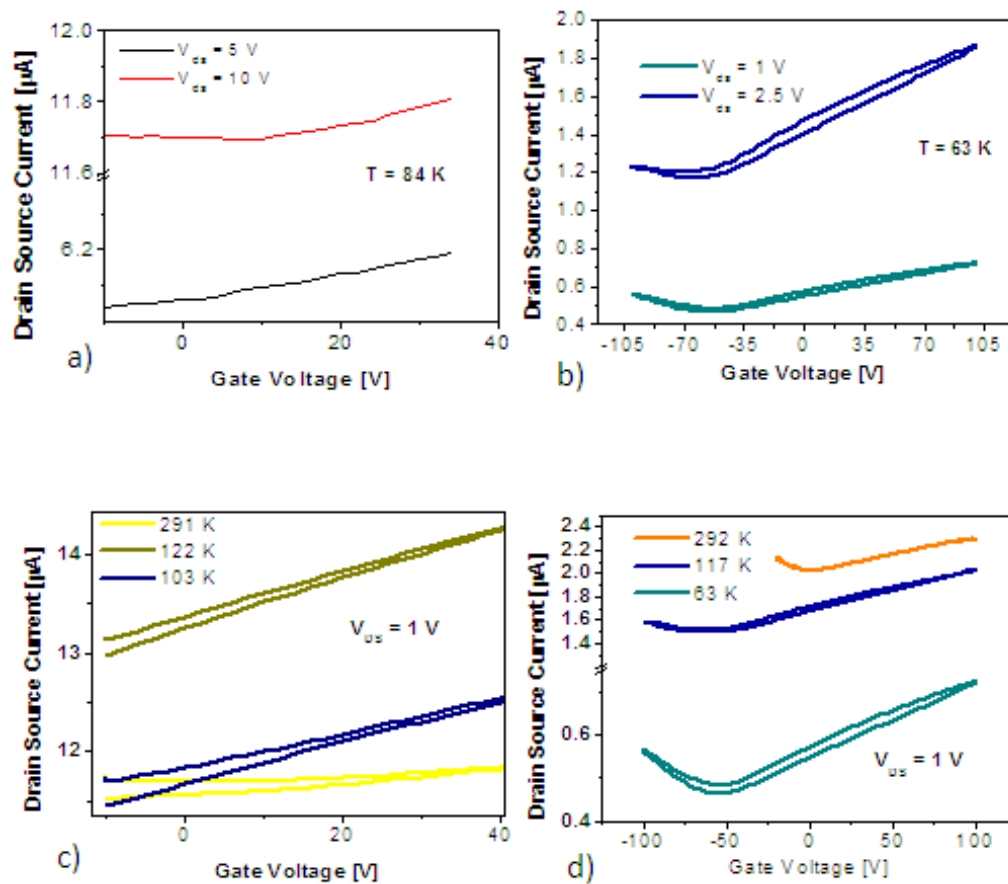 12.0
11.8
11.6
6.2
Drain Source Current [µA]
V_ds = 5 V
V_ds = 10 V
T = 84 K
0 20 40
Gate Voltage [V]
a)
2.0
1.8
1.6
1.4
1.2
1.0
0.8
0.6
0.4
Drain Source Current [µA]
V_ds = 1 V
V_ds = 2.5 V
T = 63 K
-105 -70 -35 0 35 70 105
Gate Voltage [V]
b)
14
13
12
Drain Source Current [µA]
291 K
122 K
103 K
V_DS = 1 V
0 20 40
Gate Voltage [V]
c)
2.4
2.2
2.0
1.8
1.6
1.4
0.6
0.4
Drain Source Current [µA]
292 K
117 K
63 K
V_DS = 1 V
-100 -50 0 50 100
Gate Voltage [V]
d)